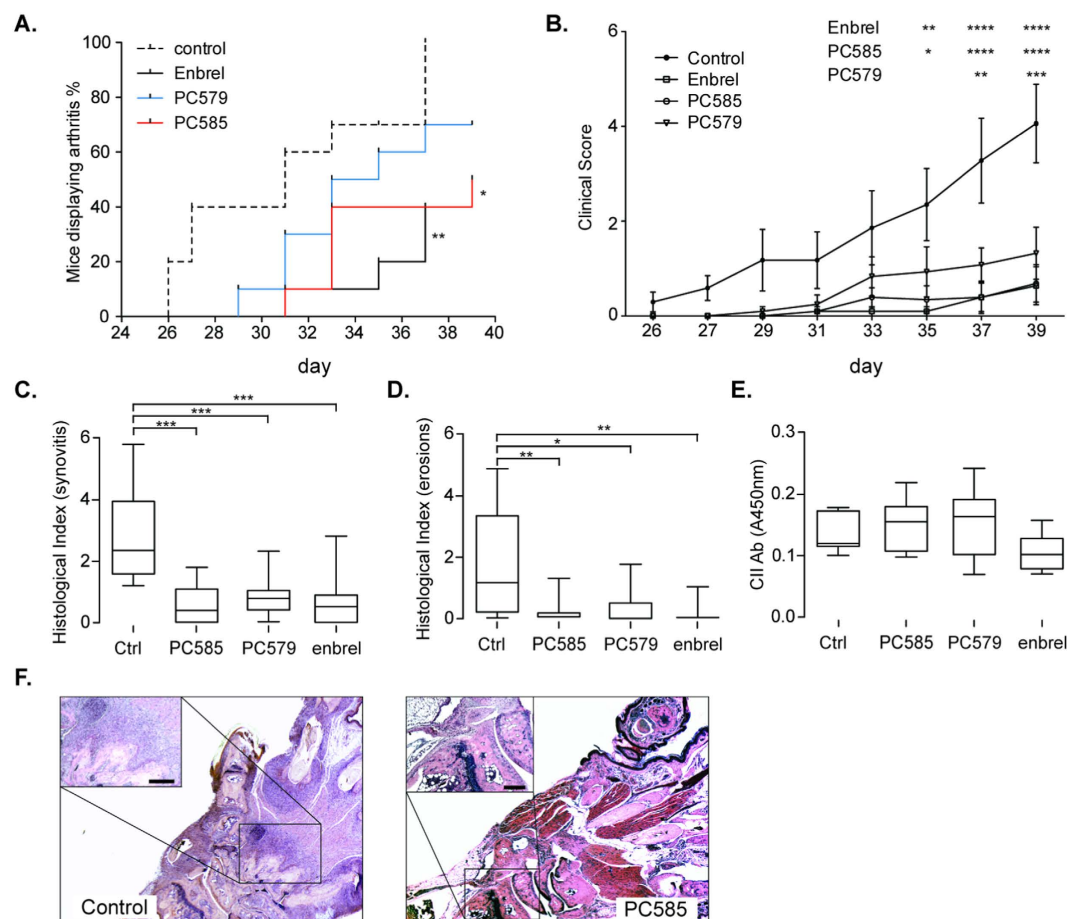 A.
100
80
60
40
20
0
Mice displaying arthritis %
control
Enbrel
PC579
PC585
*
**
24 26 28 30 32 34 36 38 40
day
B.
6
4
2
0
Clinical Score
Control
Enbrel
PC585
PC579
Enbrel ** **** ****
PC585 * **** ****
PC579 ** ***
26 27 29 31 33 35 37 39
day
C.
***
***
***
6
4
2
0
Histological Index (synovitis)
Ctrl PC585 PC579 enbrel
D.
**
*
**
6
4
2
0
Histological Index (erosions)
Ctrl PC585 PC579 enbrel
E.
0.3
0.2
0.1
0.0
CII Ab (A450nm)
Ctrl PC585 PC579 enbrel
F.
Control
PC585